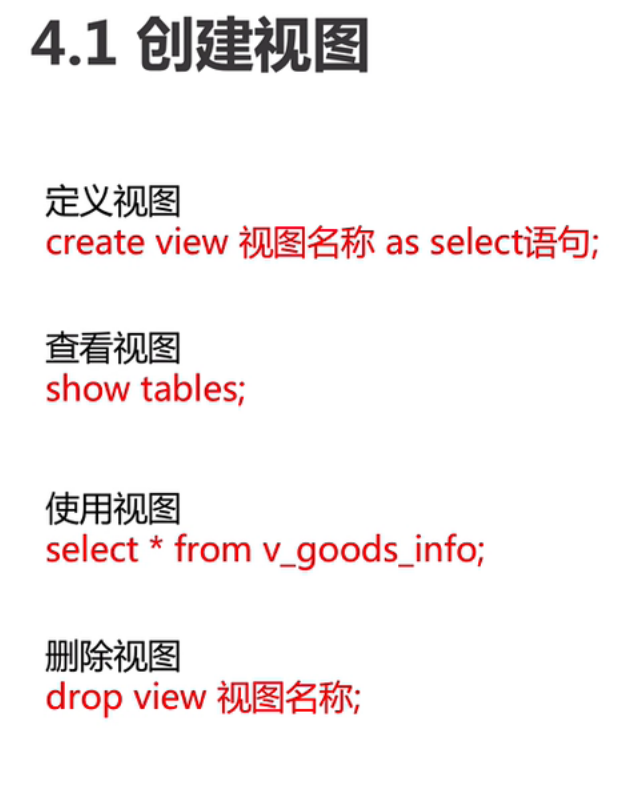 4.1 创建视图
定义视图
create view 视图名称 as select语句;
查看视图
show tables;
使用视图
select * from v_goods_info;
删除视图
drop view 视图名称;